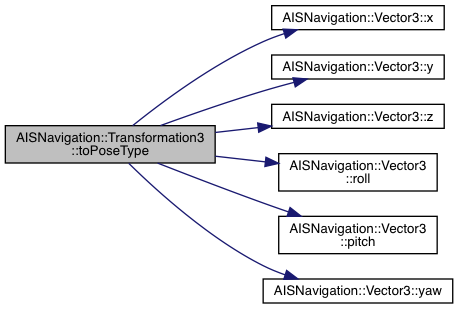 AISNavigation::Vector3::x
AISNavigation::Vector3::y
AISNavigation::Vector3::z
AISNavigation::Transformation3
::toPoseType
AISNavigation::Vector3
::roll
AISNavigation::Vector3
::pitch
AISNavigation::Vector3::yaw